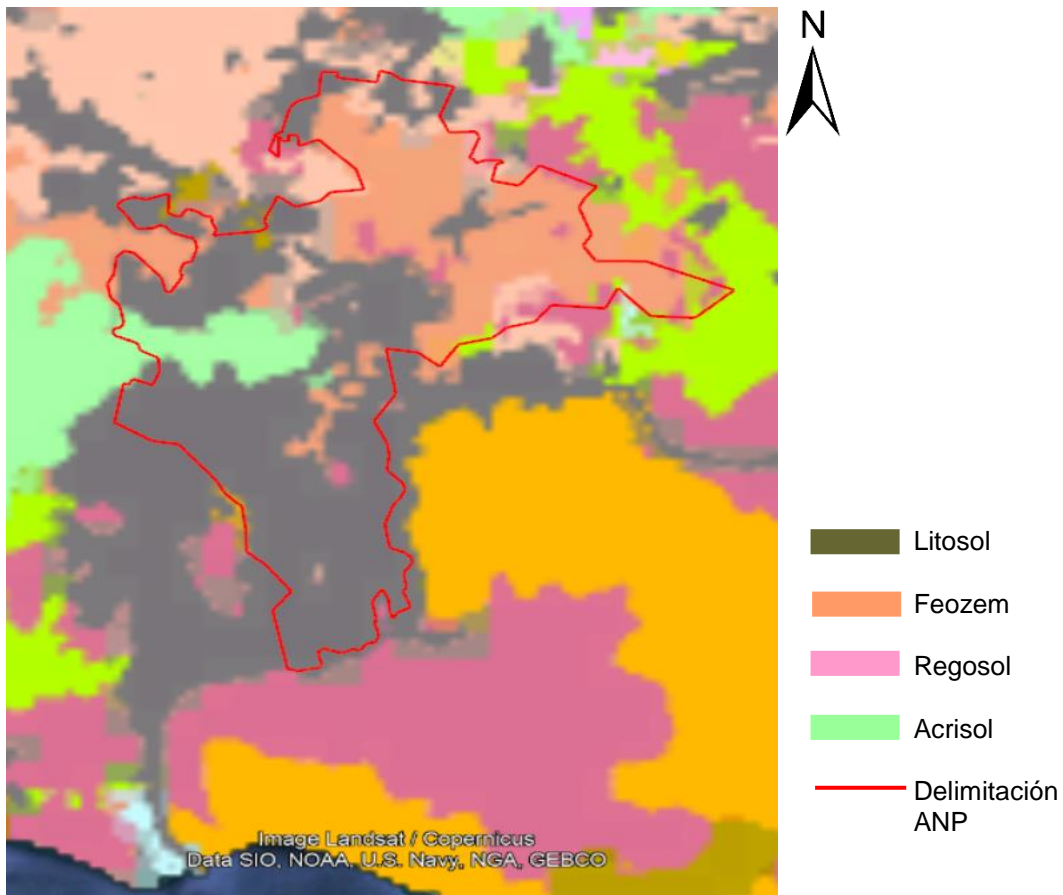 N
Litosol
Feozem
Regosol
Acrisol
Delimitación
ANP
Image Landsat / Copernicus
Data SIO, NOAA, U.S. Navy, NGA, GEBCO